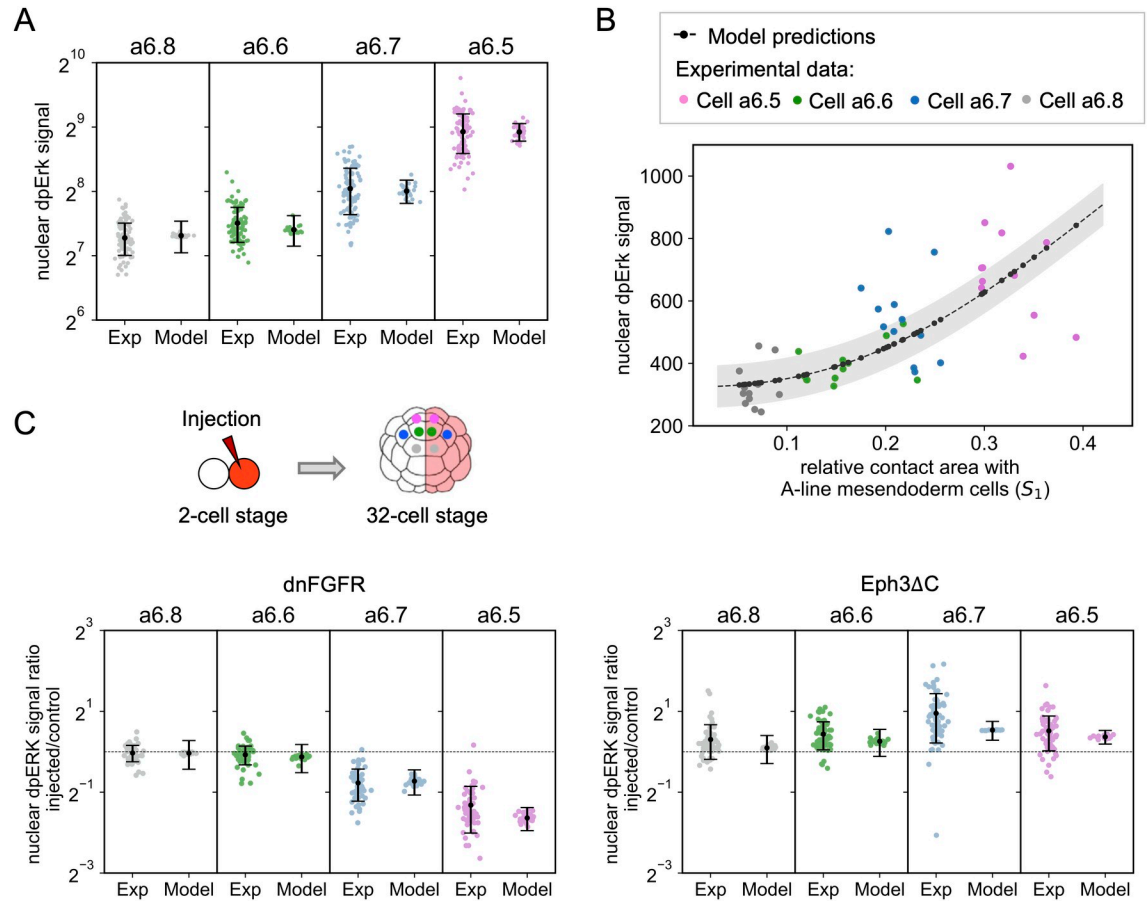 A
a6.8 a6.6 a6.7 a6.5
2^10
2^9
2^8
2^7
2^6
nuclear dpErk signal
Exp Model Exp Model Exp Model Exp Model
B
Model predictions
Experimental data:
Cell a6.5 Cell a6.6 Cell a6.7 Cell a6.8
1000
800
600
400
200
nuclear dpErk signal
0.1 0.2 0.3 0.4
relative contact area with
A-line mesendoderm cells (S₁)
C
Injection
2-cell stage 32-cell stage
dnFGFR
a6.8 a6.6 a6.7 a6.5
2^3
2^1
2^−1
2^−3
nuclear dpERK signal ratio
injected/control
Exp Model Exp Model Exp Model Exp Model
Eph3ΔC
a6.8 a6.6 a6.7 a6.5
2^3
2^1
2^−1
2^−3
nuclear dpERK signal ratio
injected/control
Exp Model Exp Model Exp Model Exp Model